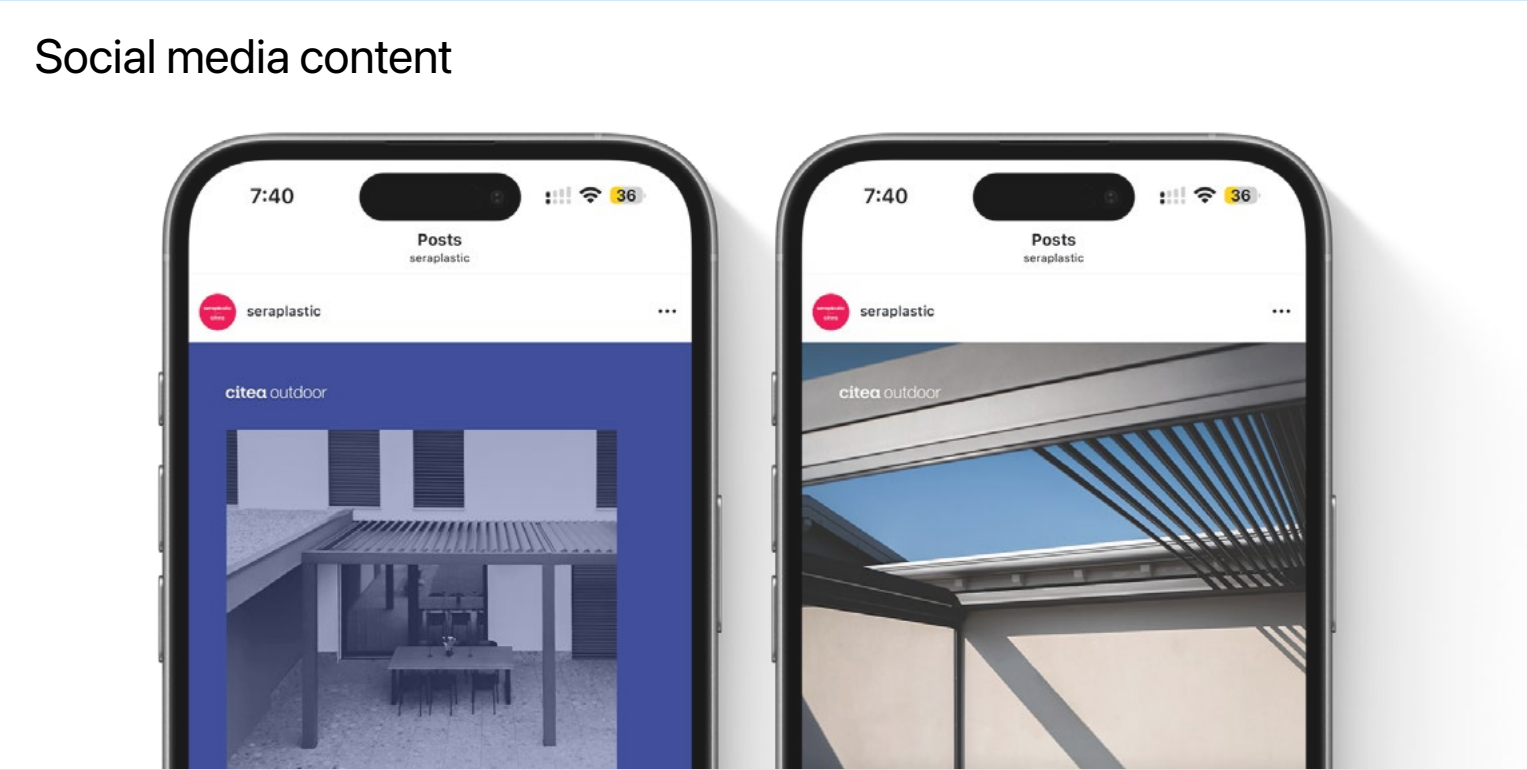 Social media content
7:40
36
Posts
seraplastic
seraplastic
citea outdoor
7:40
36
Posts
seraplastic
seraplastic
citea outdoor